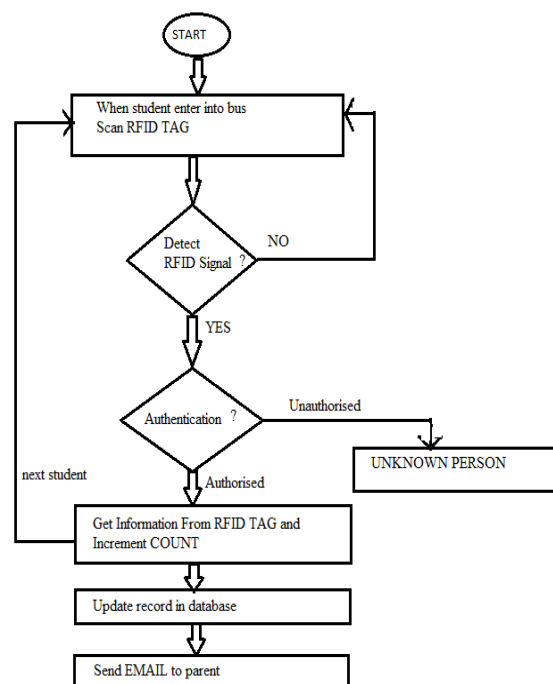 START
When student enter into bus
Scan RFID TAG
Detect
RFID Signal ?
NO
YES
Authentication ?
Unauthorised
UNKNOWN PERSON
next student
Authorised
Get Information From RFID TAG and
Increment COUNT
Update record in database
Send EMAIL to parent